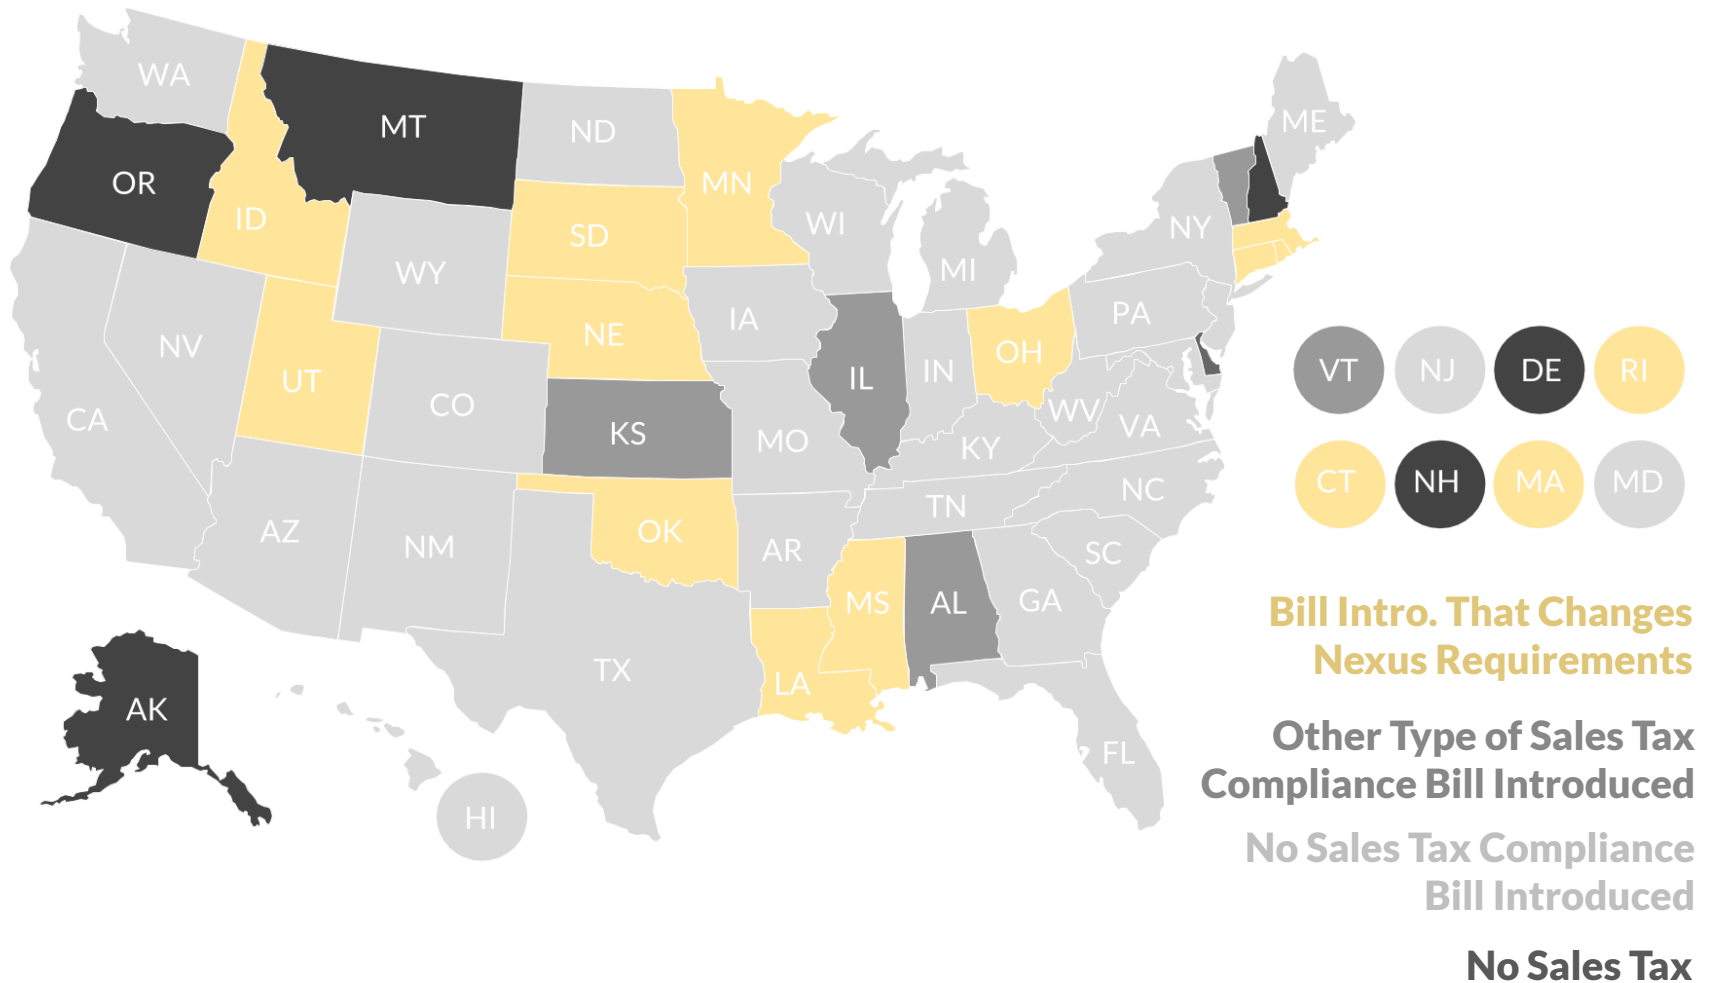 WA
MT
ND
ME
OR
MN
ID
SD
WI
NY
WY
MI
NE
IA
PA
NV
UT
OH
IL
IN
VT
NJ
DE
RI
CA
CO
KS
MO
WV
VA
KY
CT
NH
MA
MD
AZ
NM
OK
AR
TN
NC
SC
MS
AL
GA
TX
LA
AK
FL
HI
Bill Intro. That Changes
Nexus Requirements
Other Type of Sales Tax
Compliance Bill Introduced
No Sales Tax Compliance
Bill Introduced
No Sales Tax